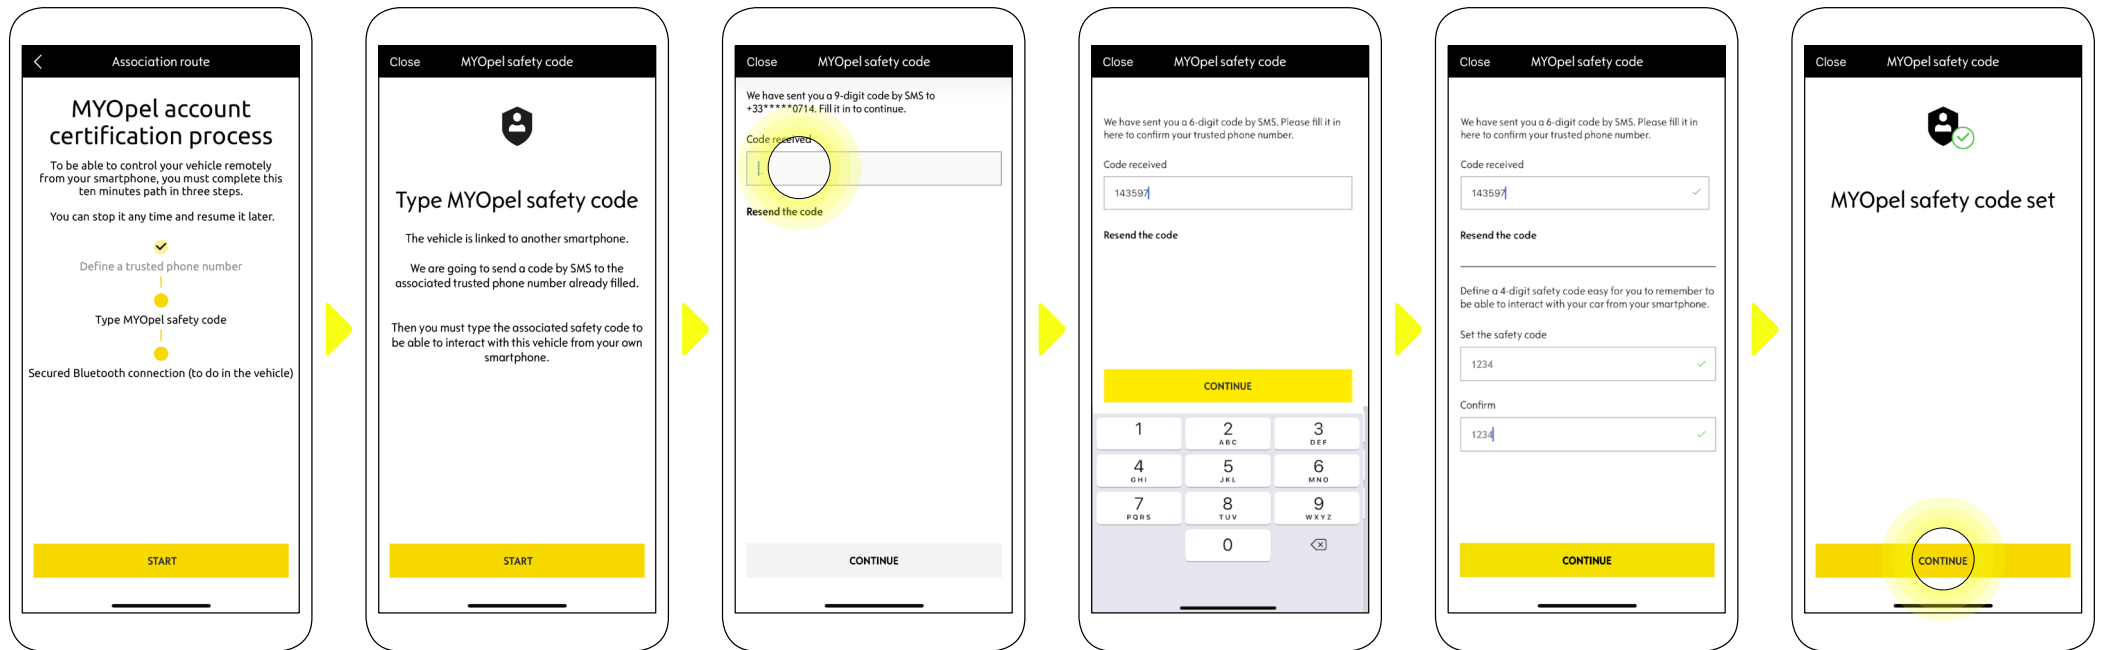 Association route
MYOpel account
certification process
To be able to control your vehicle remotely
from your smartphone, you must complete this
ten minutes path in three steps.
You can stop it any time and resume it later.
Define a trusted phone number
Type MYOpel safety code
Secured Bluetooth connection (to do in the vehicle)
START
Close MYOpel safety code
Type MYOpel safety code
The vehicle is linked to another smartphone.
We are going to send a code by SMS to the
associated trusted phone number already filled.
Then you must type the associated safety code to
be able to interact with this vehicle from your own
smartphone.
START
Close MYOpel safety code
We have sent you a 9-digit code by SMS to
+33*****0714. Fill it in to continue.
Code received
Resend the code
CONTINUE
Close MYOpel safety code
We have sent you a 6-digit code by SMS. Please fill it in
here to confirm your trusted phone number.
Code received
143597
Resend the code
CONTINUE
1 2 3
ABC DEF
4 5 6
GHI JKL MNO
7 8 9
PQRS TUV WXYZ
0
Close MYOpel safety code
We have sent you a 6-digit code by SMS. Please fill it in
here to confirm your trusted phone number.
Code received
143597
Resend the code
Define a 4-digit safety code easy for you to remember to
be able to interact with your car from your smartphone.
Set the safety code
1234
Confirm
1234
CONTINUE
Close MYOpel safety code
MYOpel safety code set
CONTINUE